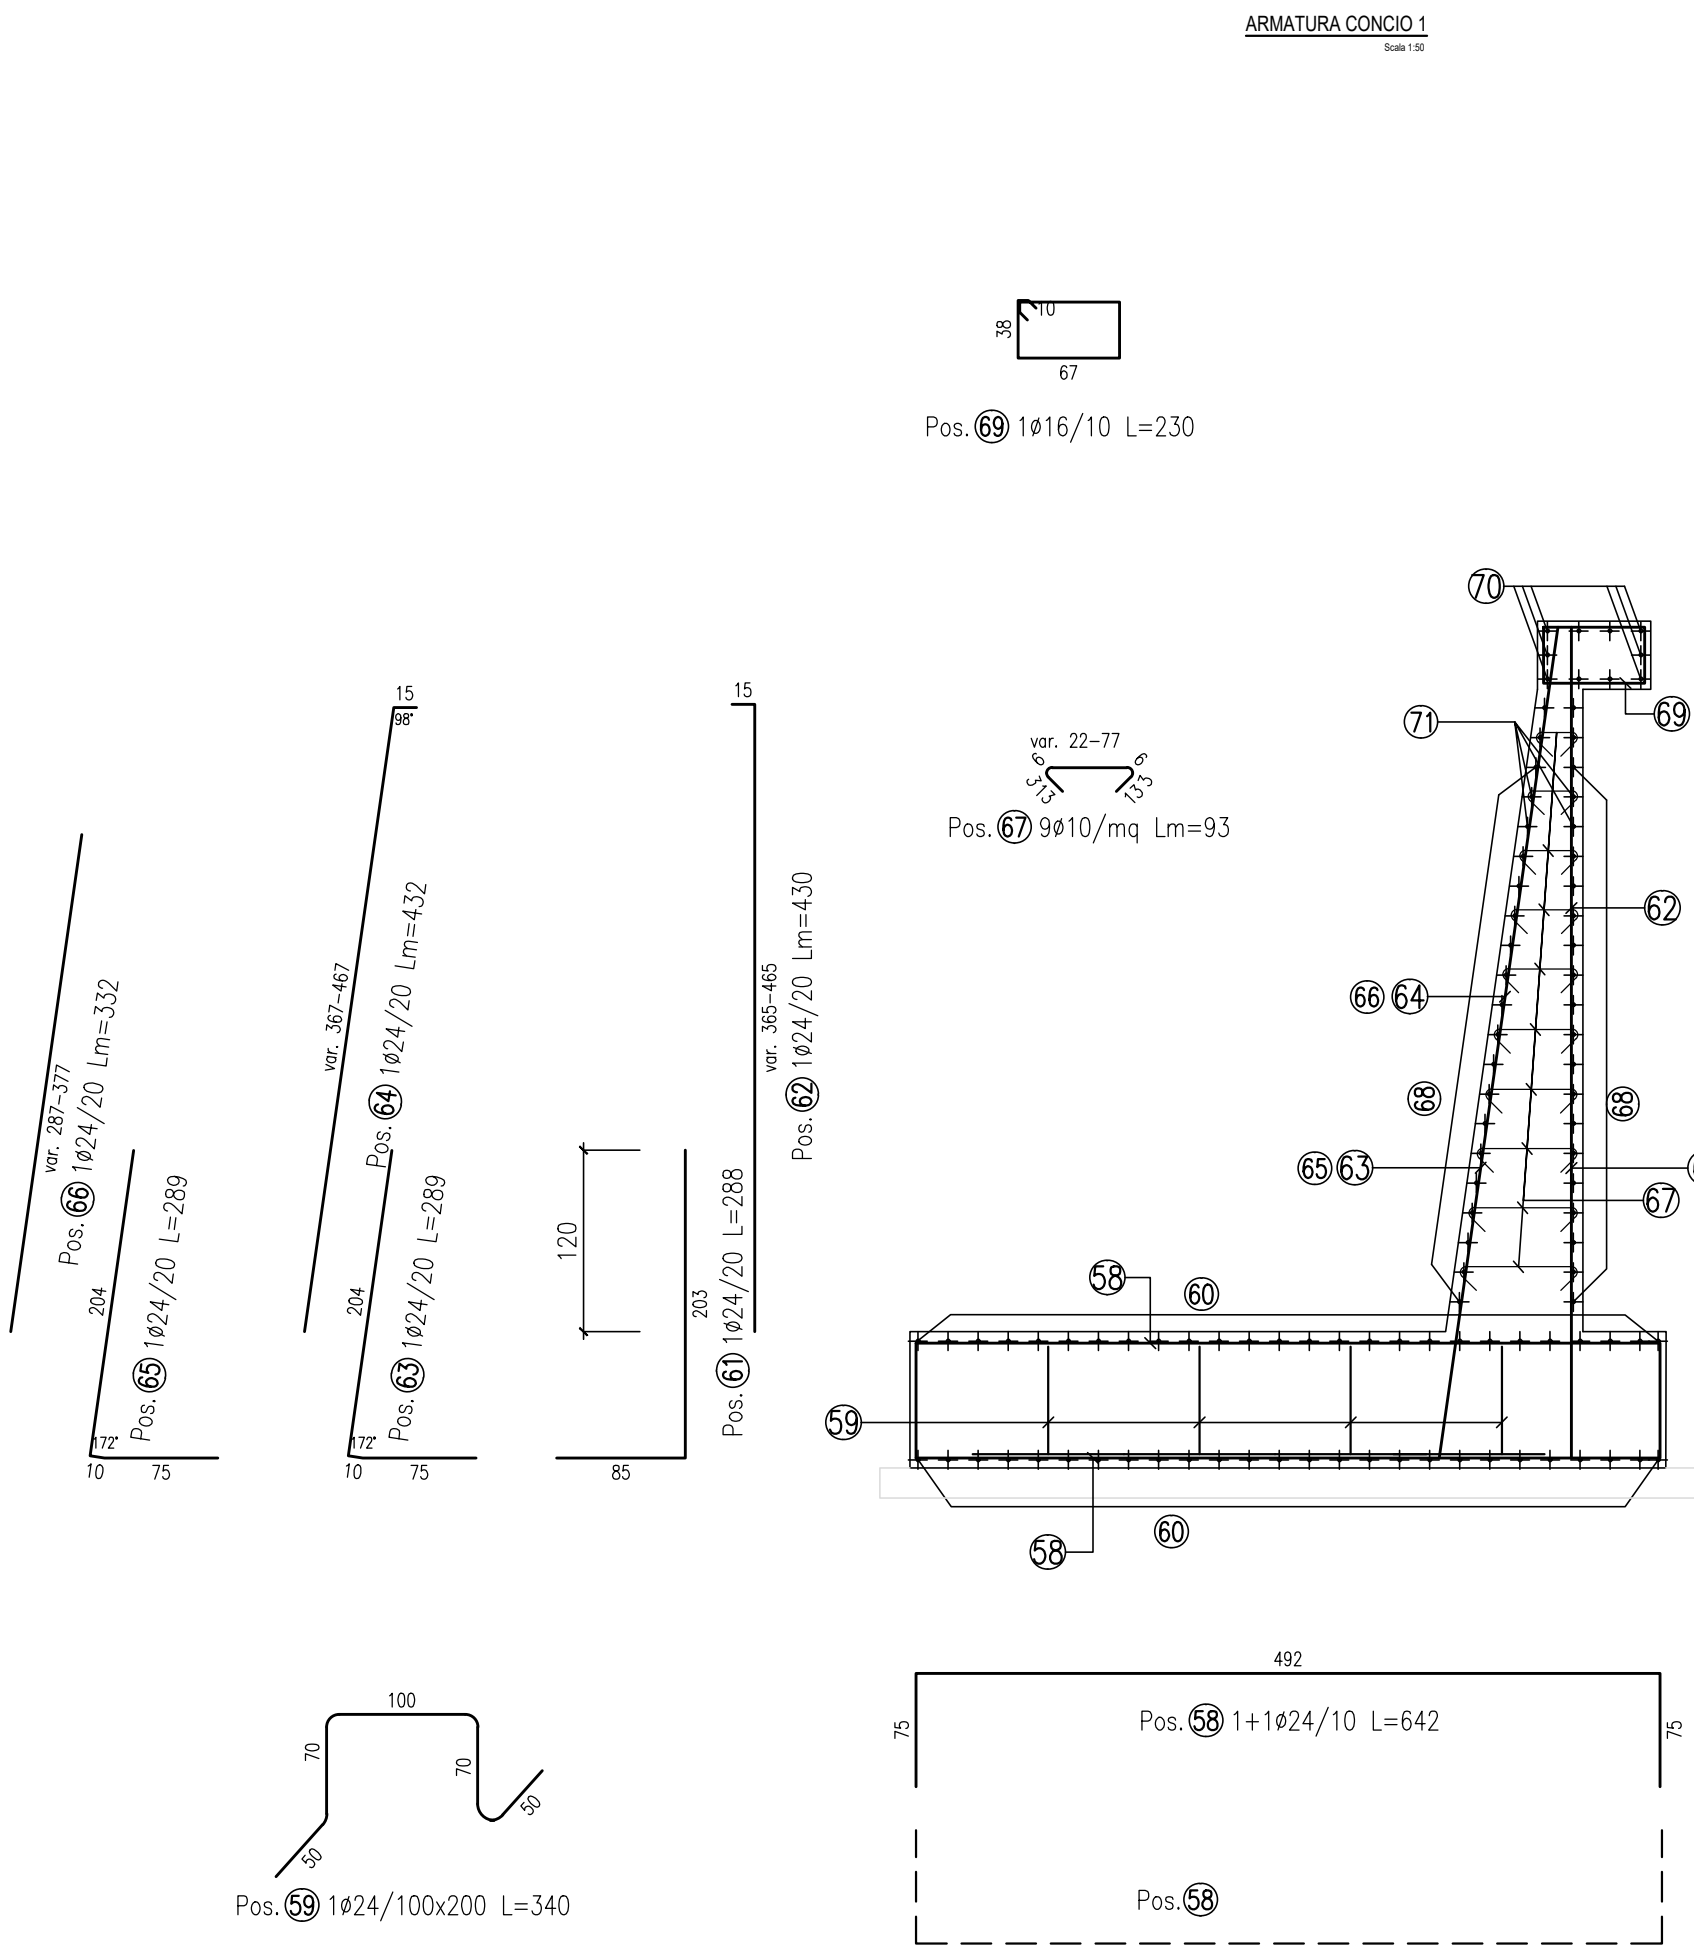 ARMATURA CONCIO 1
Scala 1:50
10
38
67
Pos. 69 1ø16/10 L=230
70
69
71
15
98°
15
var. 22-77
6
6
313
133
Pos. 67 9ø10/mq Lm=93
var. 287-377
Pos. 66 1ø24/20 Lm=332
var. 367-467
Pos. 64 1ø24/20 Lm=432
var. 365-465
Pos. 62 1ø24/20 Lm=430
62
66 64
68
68
65 63
67
204
172°
10
75
Pos. 65 1ø24/20 L=289
204
172°
10
75
Pos. 63 1ø24/20 L=289
120
203
85
Pos. 61 1ø24/20 L=288
58
60
59
58
60
100
70
70
50
50
Pos. 59 1ø24/100x200 L=340
492
75
75
Pos. 58 1+1ø24/10 L=642
Pos. 58